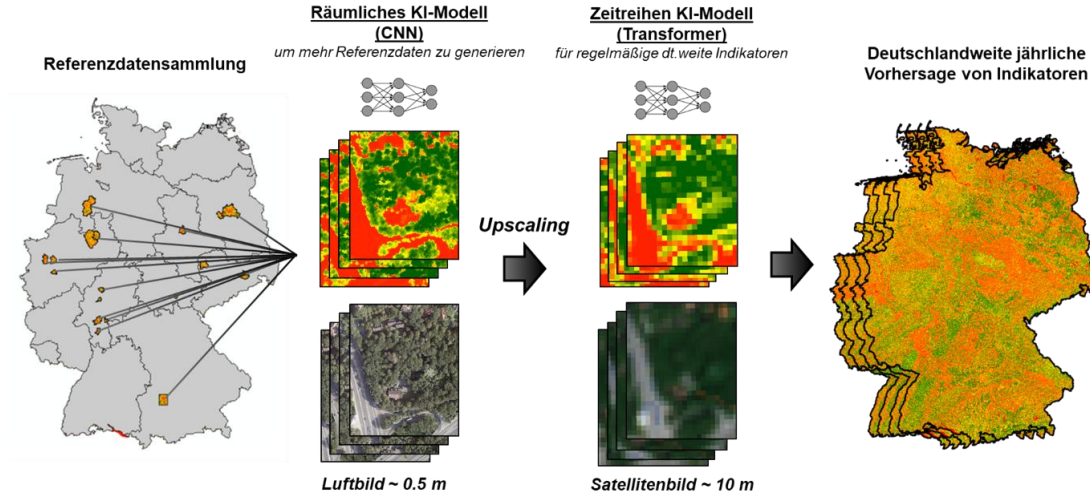 Referenzdatensammlung
Räumliches KI-Modell
(CNN)
um mehr Referenzdaten zu generieren
Zeitreihen KI-Modell
(Transformer)
für regelmäßige dt.weite Indikatoren
Deutschlandweite jährliche
Vorhersage von Indikatoren
Upscaling
Luftbild ~ 0.5 m
Satellitenbild ~ 10 m